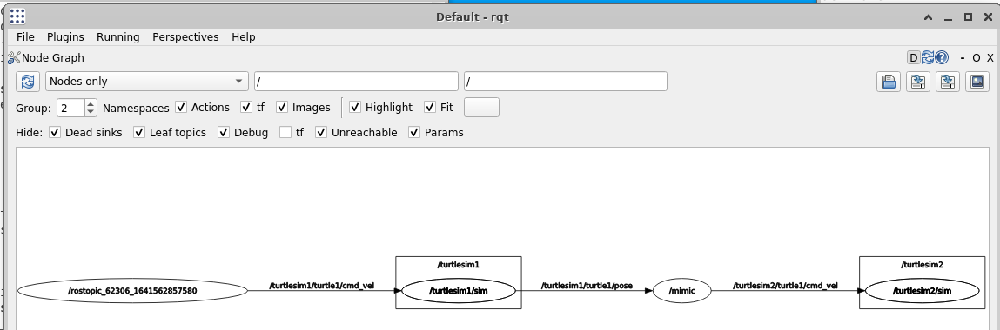 Default - rqt
File Plugins Running Perspectives Help
Node Graph D - O X
Nodes only / /
Group: 2 Namespaces Actions tf Images Highlight Fit
Hide: Dead sinks Leaf topics Debug tf Unreachable Params
/turtlesim1 /turtlesim2
/rostopic_62306_1641562857580 /turtlesim1/turtle1/cmd_vel /turtlesim1/sim /turtlesim1/turtle1/pose /mimic /turtlesim2/turtle1/cmd_vel /turtlesim2/sim